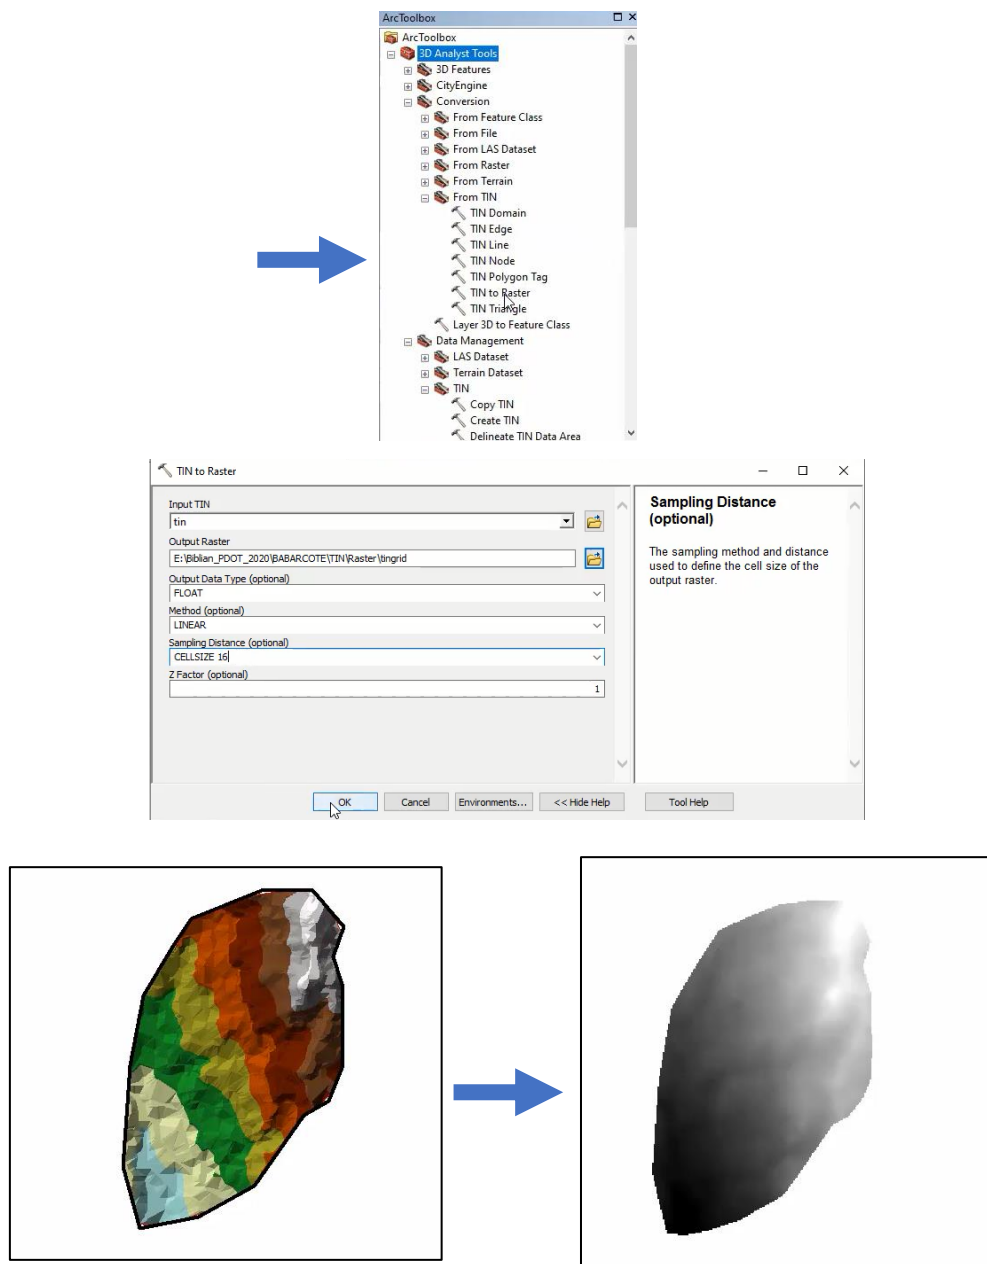 ArcToolbox
ArcToolbox
3D Analyst Tools
3D Features
CityEngine
Conversion
From Feature Class
From File
From LAS Dataset
From Raster
From Terrain
From TIN
TIN Domain
TIN Edge
TIN Line
TIN Node
TIN Polygon Tag
TIN to Raster
TIN Triangle
Layer 3D to Feature Class
Data Management
LAS Dataset
Terrain Dataset
TIN
Copy TIN
Create TIN
Delineate TIN Data Area
TIN to Raster
Input TIN
tin
Output Raster
E:\Biblian_PDOT_2020\BABARCOTE\TIN\Raster\tingrid
Output Data Type (optional)
FLOAT
Method (optional)
LINEAR
Sampling Distance (optional)
CELLSIZE 16
Z Factor (optional)
1
OK Cancel Environments... << Hide Help
Sampling Distance
(optional)
The sampling method and distance
used to define the cell size of the
output raster.
Tool Help